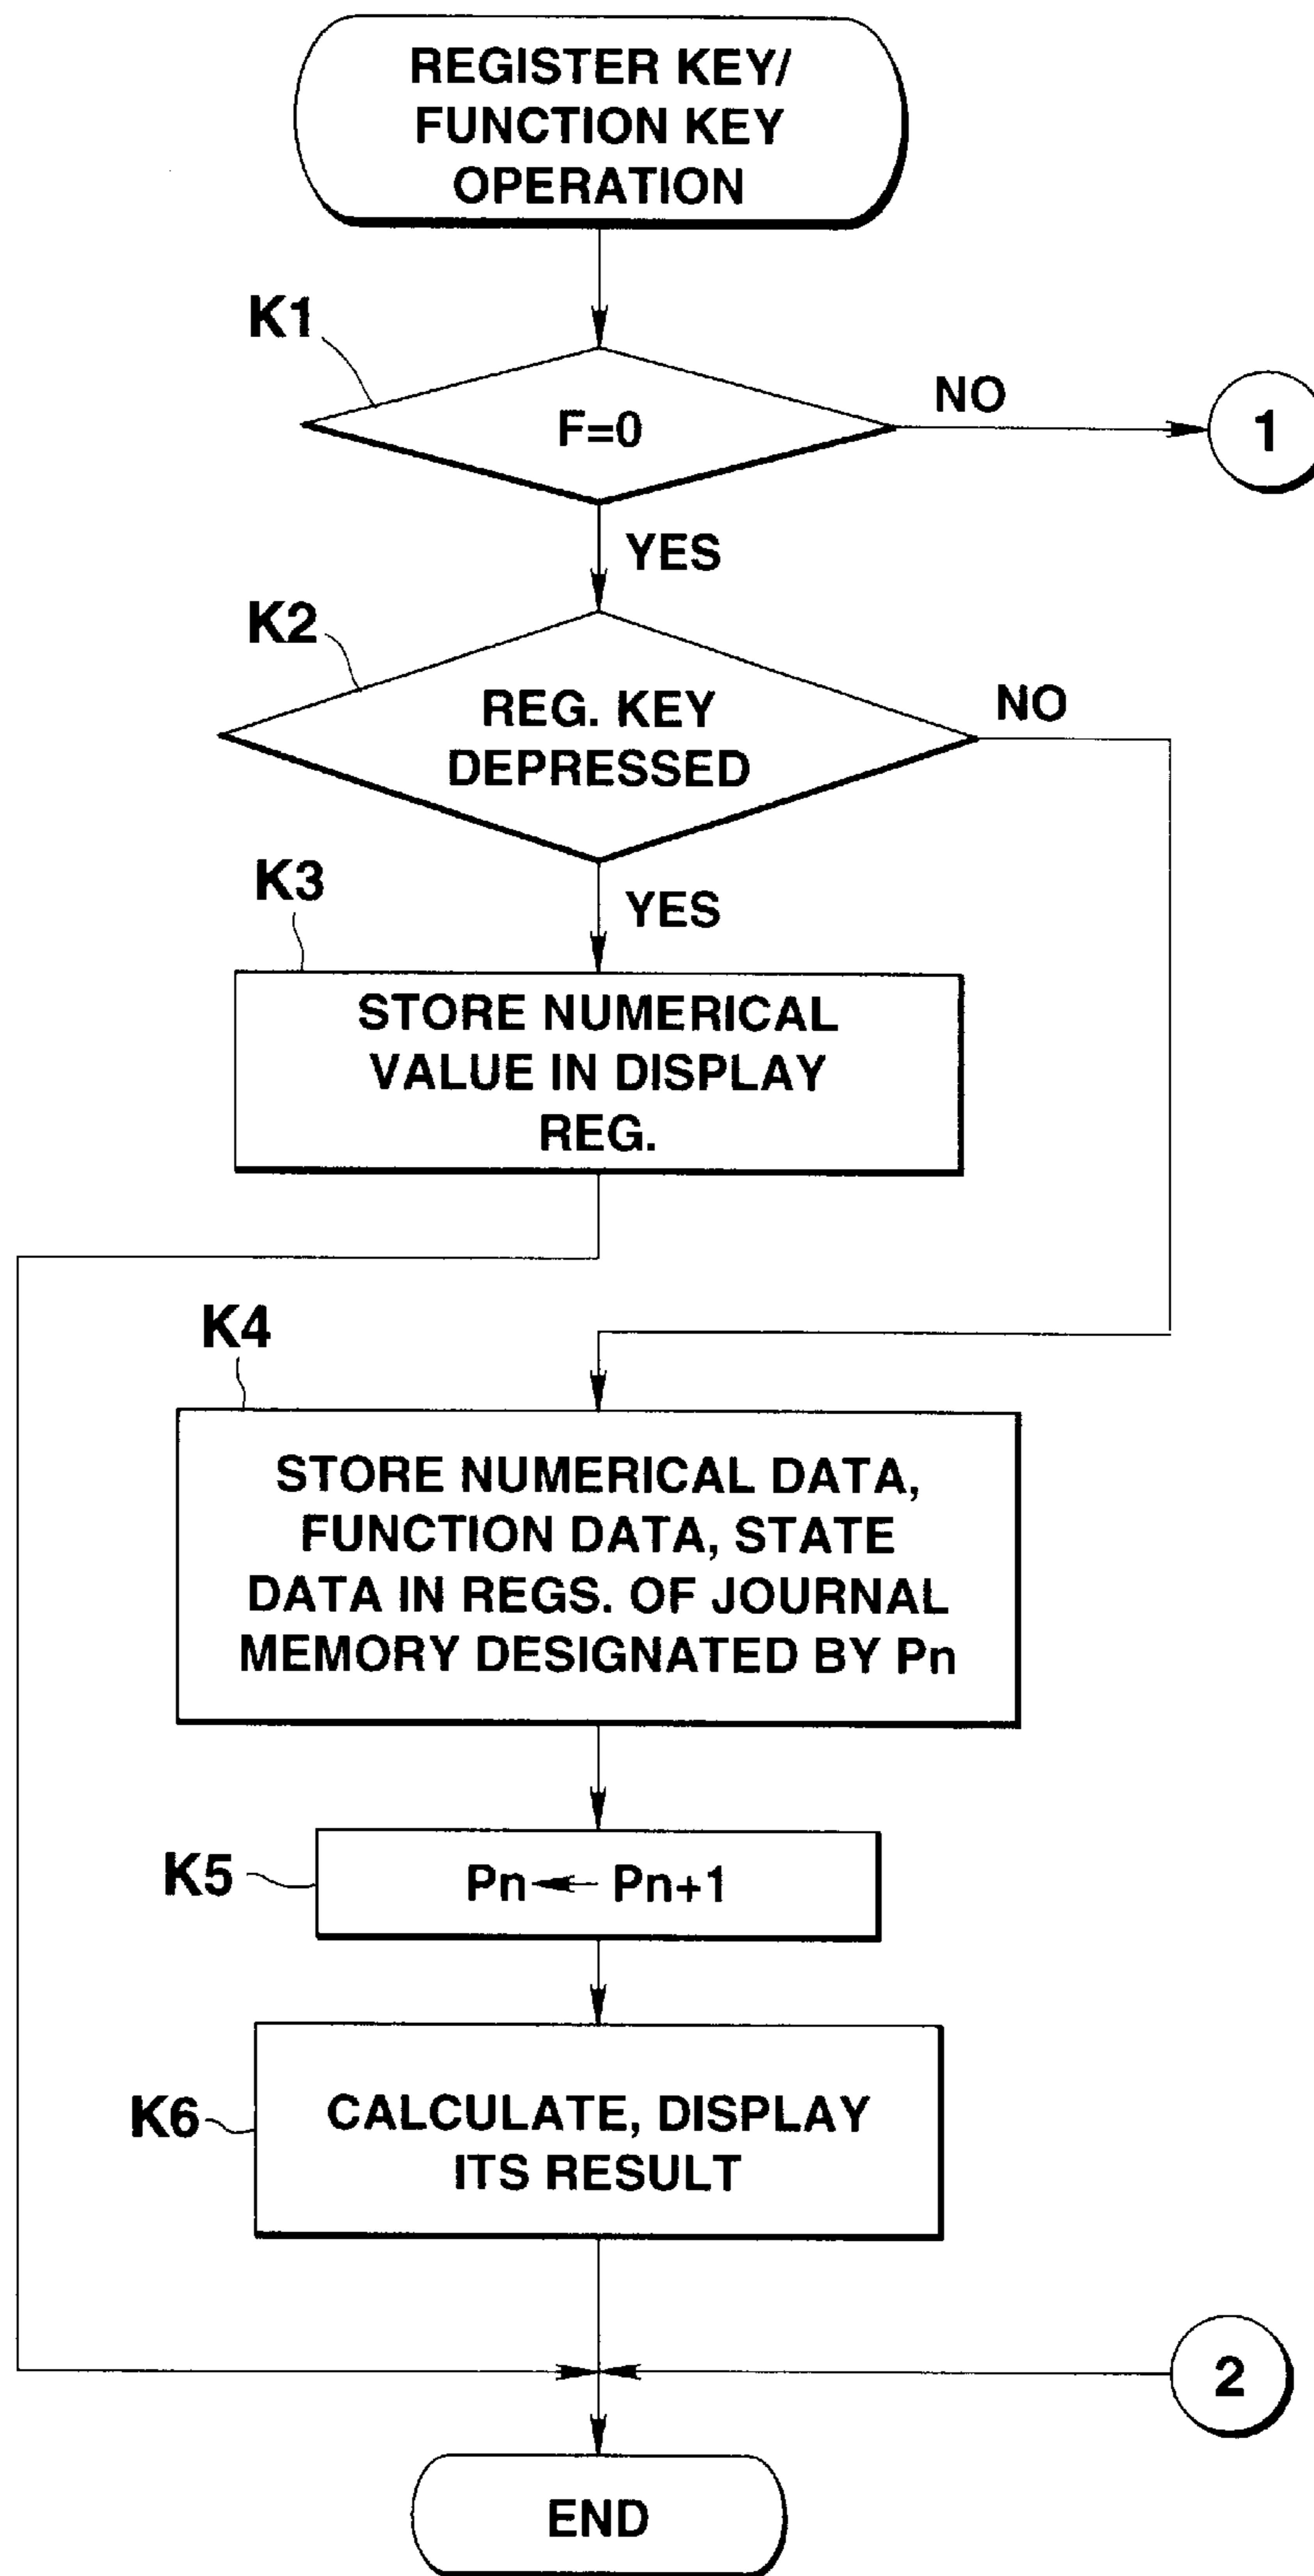 REGISTER KEY/
FUNCTION KEY
OPERATION
K1
F=0
NO
1
YES
K2
REG. KEY
DEPRESSED
NO
K3
YES
STORE NUMERICAL
VALUE IN DISPLAY
REG.
K4
STORE NUMERICAL DATA,
FUNCTION DATA, STATE
DATA IN REGS. OF JOURNAL
MEMORY DESIGNATED BY Pn
K5
Pn ← Pn+1
K6
CALCULATE, DISPLAY
ITS RESULT
2
END